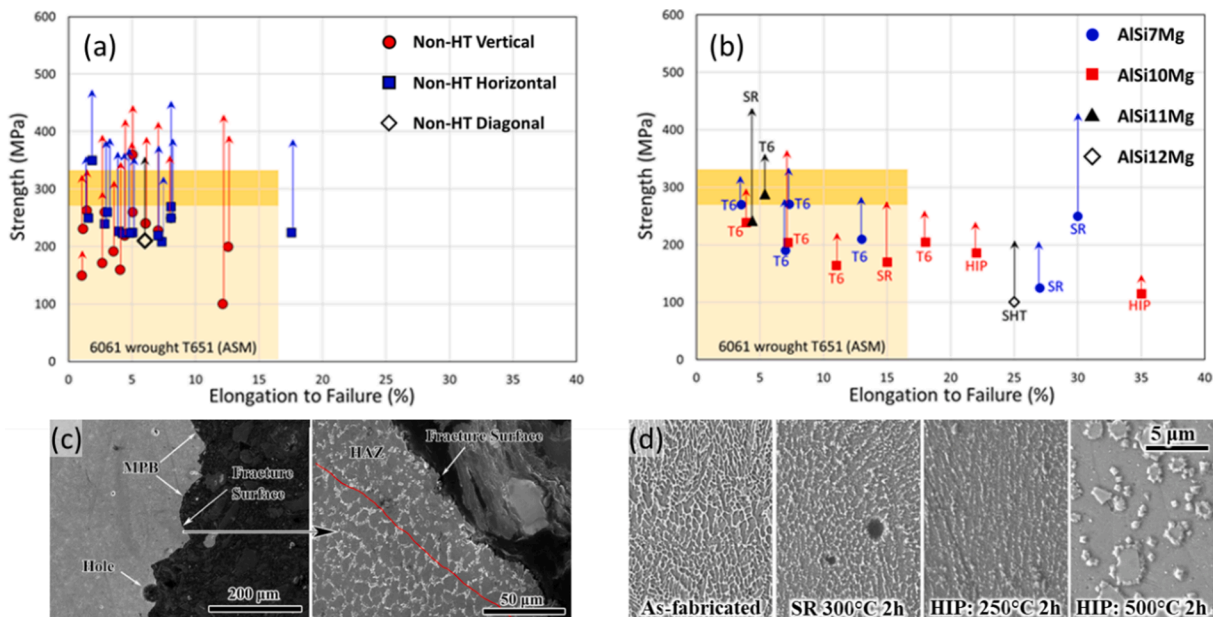 (a)
Non-HT Vertical
Non-HT Horizontal
Non-HT Diagonal
600
500
400
300
200
100
0
Strength (MPa)
6061 wrought T651 (ASM)
0 5 10 15 20 25 30 35 40
Elongation to Failure (%)
(b)
AlSi7Mg
AlSi10Mg
AlSi11Mg
AlSi12Mg
600
500
400
300
200
100
0
Strength (MPa)
SR
T6
T6
T6
T6
T6
T6
T6
T6
SR
T6
HIP
SHT
SR
SR
HIP
6061 wrought T651 (ASM)
0 5 10 15 20 25 30 35 40
Elongation to Failure (%)
(c)
MPB
Fracture
Surface
Hole
200 μm
HAZ
Fracture Surface
50 μm
(d)
5 μm
As-fabricated
SR 300°C 2h
HIP: 250°C 2h
HIP: 500°C 2h